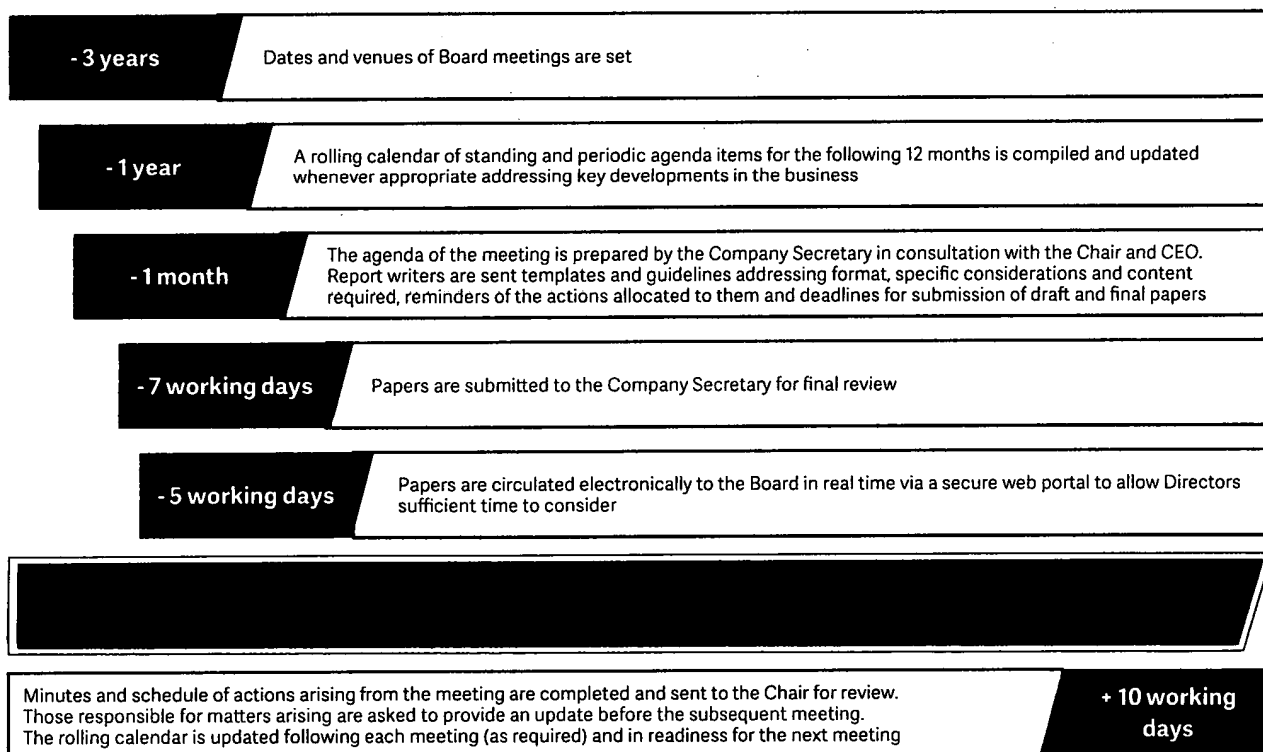 - 3 years
Dates and venues of Board meetings are set
- 1 year
A rolling calendar of standing and periodic agenda items for the following 12 months is compiled and updated
whenever appropriate addressing key developments in the business
- 1 month
The agenda of the meeting is prepared by the Company Secretary in consultation with the Chair and CEO.
Report writers are sent templates and guidelines addressing format, specific considerations and content
required, reminders of the actions allocated to them and deadlines for submission of draft and final papers
- 7 working days
Papers are submitted to the Company Secretary for final review
- 5 working days
Papers are circulated electronically to the Board in real time via a secure web portal to allow Directors
sufficient time to consider
Minutes and schedule of actions arising from the meeting are completed and sent to the Chair for review.
Those responsible for matters arising are asked to provide an update before the subsequent meeting.
The rolling calendar is updated following each meeting (as required) and in readiness for the next meeting
+ 10 working
days